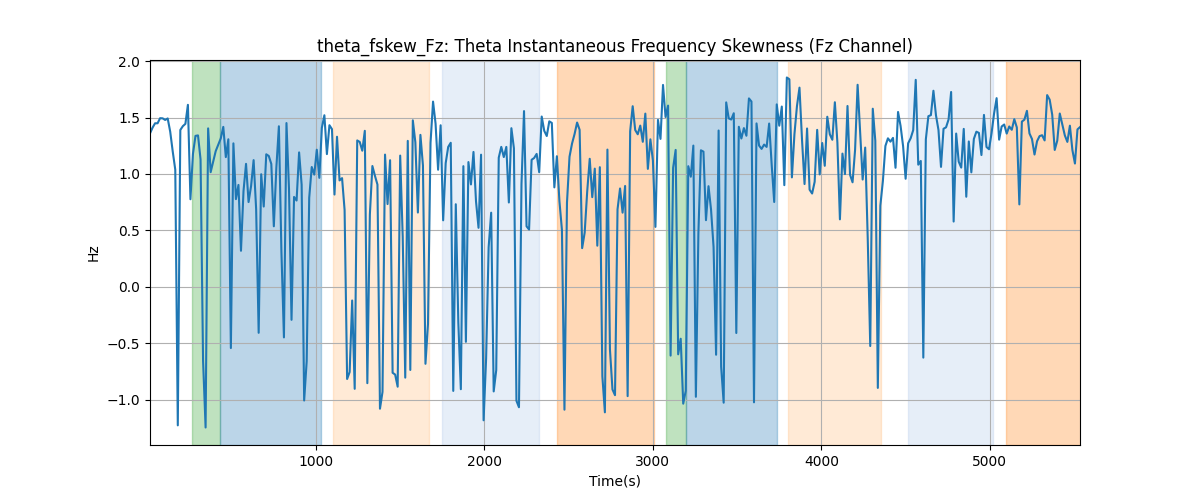 theta_fskew_Fz: Theta Instantaneous Frequency Skewness (Fz Channel)
2.0
1.5
1.0
0.5
0.0
−0.5
−1.0
Hz
1000 2000 3000 4000 5000
Time(s)